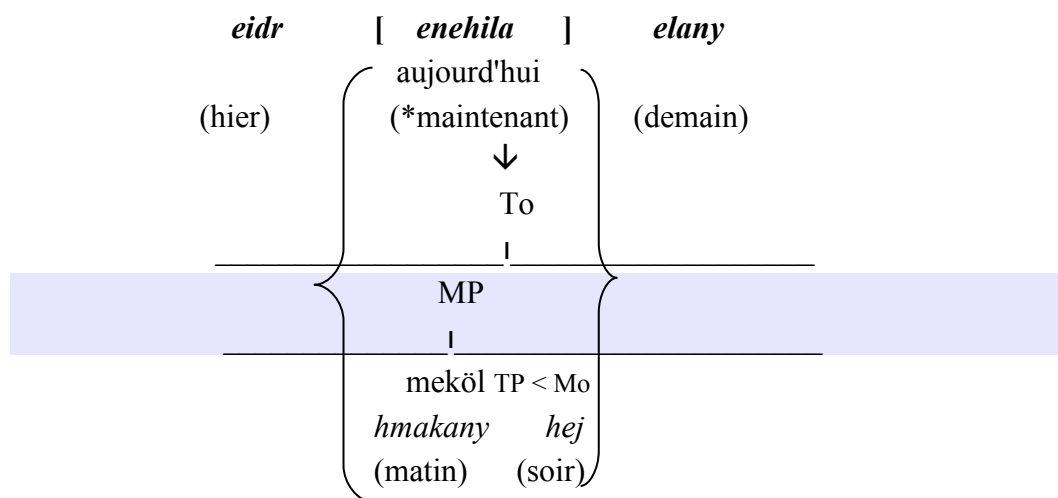 eidr [ enehila ] elany
aujourd'hui
(hier) (*maintenant) (demain)
To
MP
meköl TP < Mo
hmakany hej
(matin) (soir)